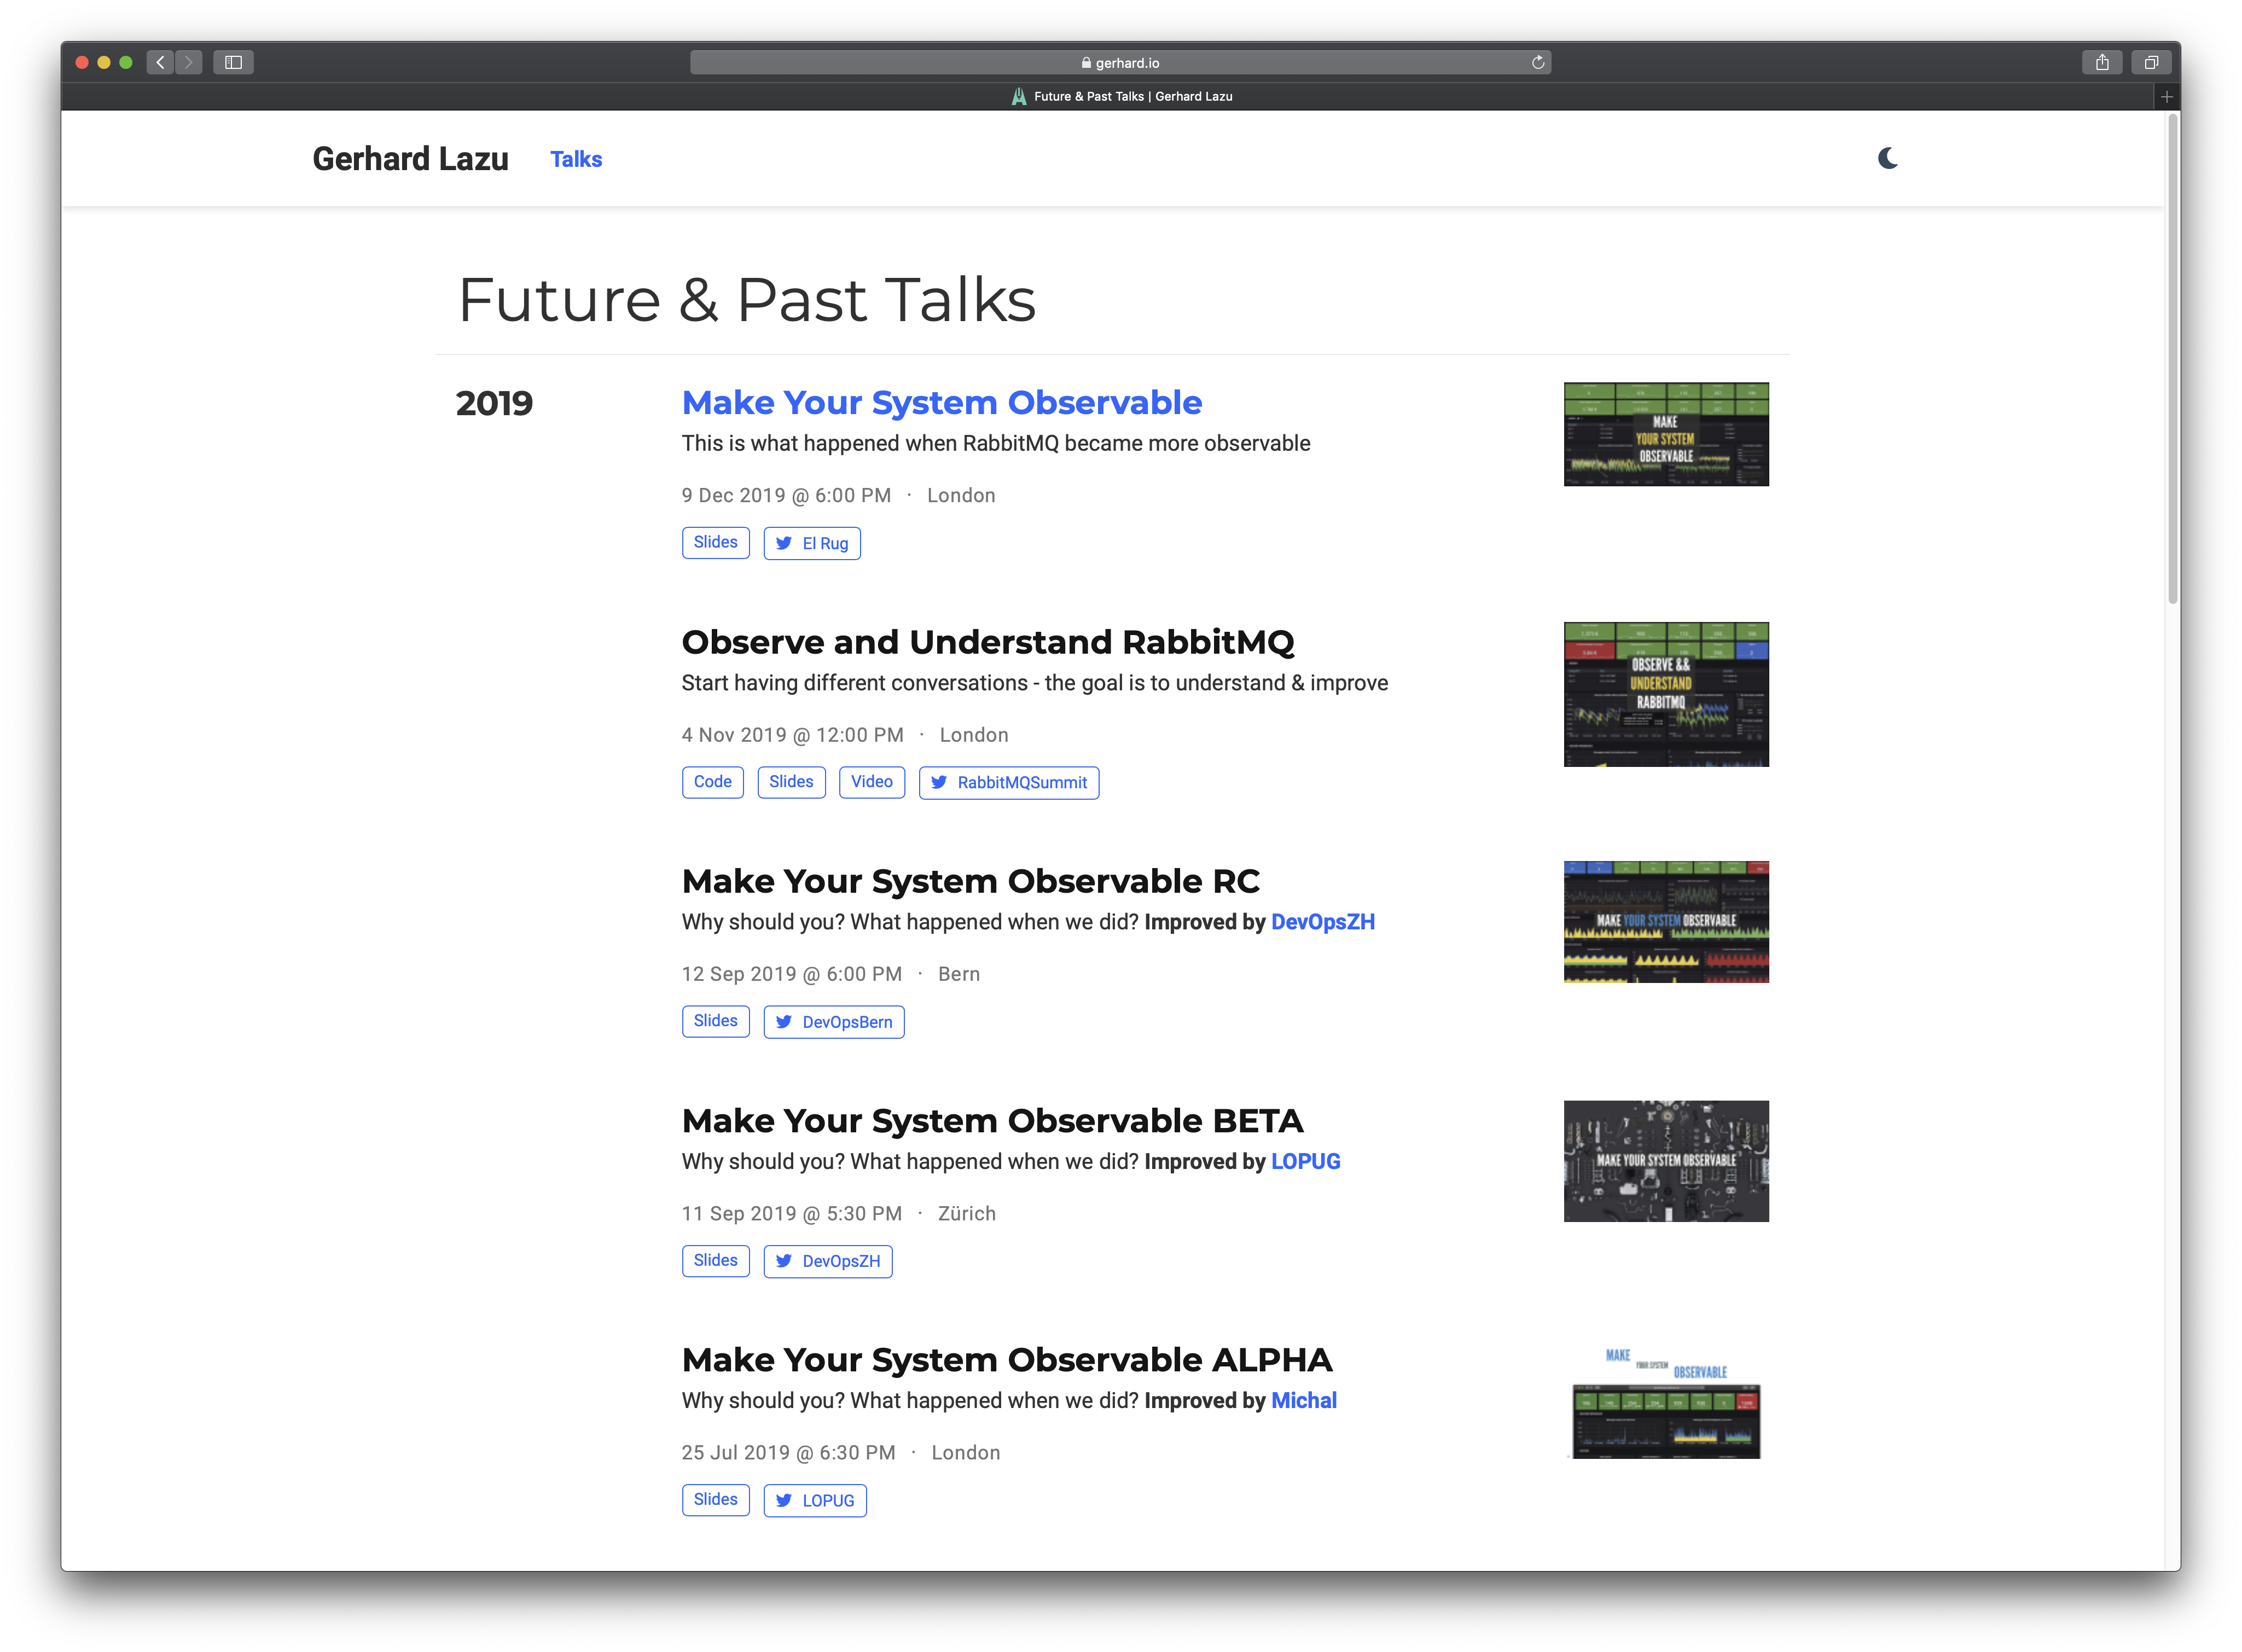 gerhard.io
Future & Past Talks | Gerhard Lazu
Gerhard Lazu
Talks
Future & Past Talks
2019
Make Your System Observable
This is what happened when RabbitMQ became more observable
9 Dec 2019 @ 6:00 PM · London
Slides
El Rug
MAKE
YOUR SYSTEM
OBSERVABLE
Observe and Understand RabbitMQ
Start having different conversations - the goal is to understand & improve
4 Nov 2019 @ 12:00 PM · London
Code
Slides
Video
RabbitMQSummit
OBSERVE &&
UNDERSTAND
RABBITMQ
Make Your System Observable RC
Why should you? What happened when we did? Improved by DevOpsZH
12 Sep 2019 @ 6:00 PM · Bern
Slides
DevOpsBern
MAKE YOUR SYSTEM OBSERVABLE
Make Your System Observable BETA
Why should you? What happened when we did? Improved by LOPUG
11 Sep 2019 @ 5:30 PM · Zürich
Slides
DevOpsZH
MAKE YOUR SYSTEM OBSERVABLE
Make Your System Observable ALPHA
Why should you? What happened when we did? Improved by Michal
25 Jul 2019 @ 6:30 PM · London
Slides
LOPUG
MAKE
YOUR SYSTEM
OBSERVABLE